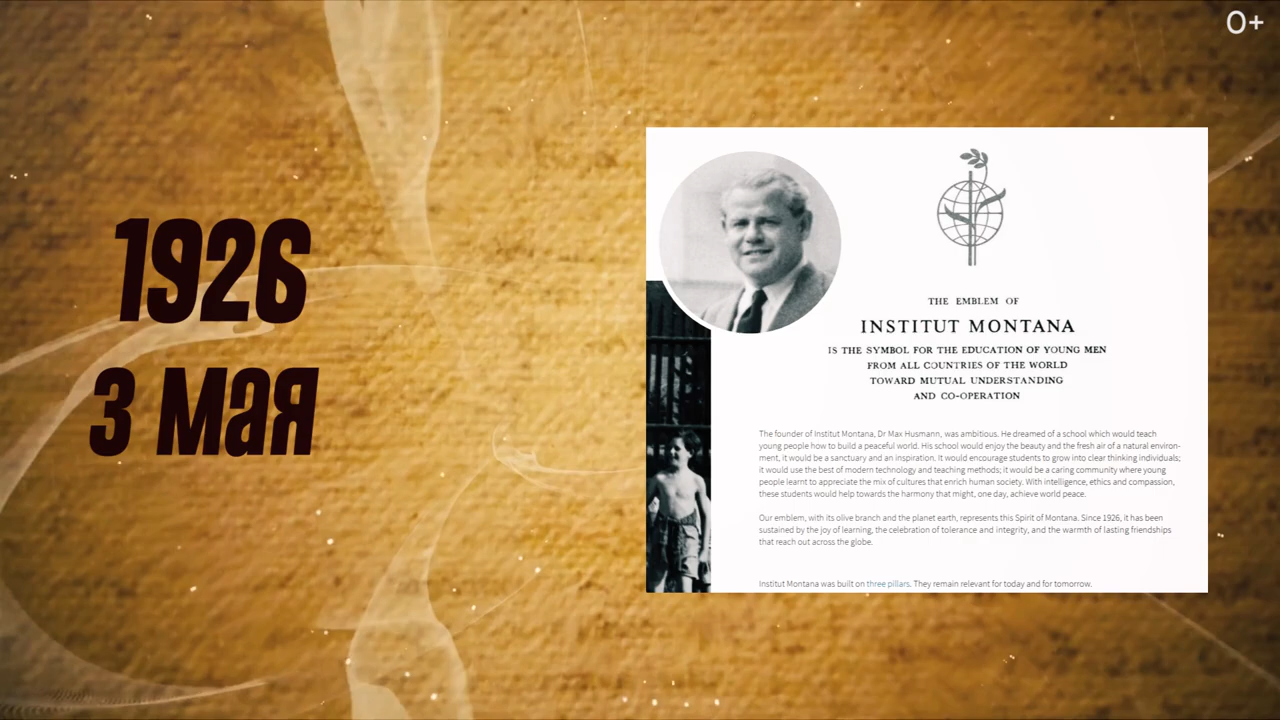 0+
1926
3 мая
THE EMBLEM OF
INSTITUT MONTANA
IS THE SYMBOL FOR THE EDUCATION OF YOUNG MEN
FROM ALL COUNTRIES OF THE WORLD
TOWARD MUTUAL UNDERSTANDING
AND CO-OPERATION
The founder of Institut Montana, Dr Max Husmann, was ambitious. He dreamed of a school which would teach
young people how to build a peaceful world. His school would enjoy the beauty and the fresh air of a natural environ-
ment, it would be a sanctuary and an inspiration. It would encourage students to grow into clear thinking individuals;
it would use the best of modern technology and teaching methods; it would be a caring community where young
people learnt to appreciate the mix of cultures that enrich human society. With intelligence, ethics and compassion,
these students would help towards the harmony that might, one day, achieve world peace.
Our emblem, with its olive branch and the planet earth, represents this Spirit of Montana. Since 1926, it has been
sustained by the joy of learning, the celebration of tolerance and integrity, and the warmth of lasting friendships
that reach out across the globe.
Institut Montana was built on three pillars. They remain relevant for today and for tomorrow.